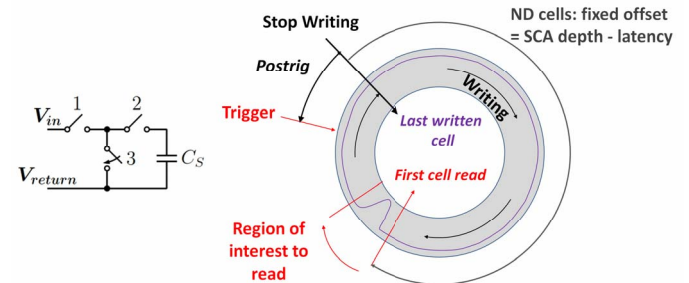 Stop Writing
ND cells: fixed offset
= SCA depth - latency
Postrig
Writing
Trigger
Last written
cell
First cell read
Region of
interest to
read
1
2
V_in
3
C_S
V_return